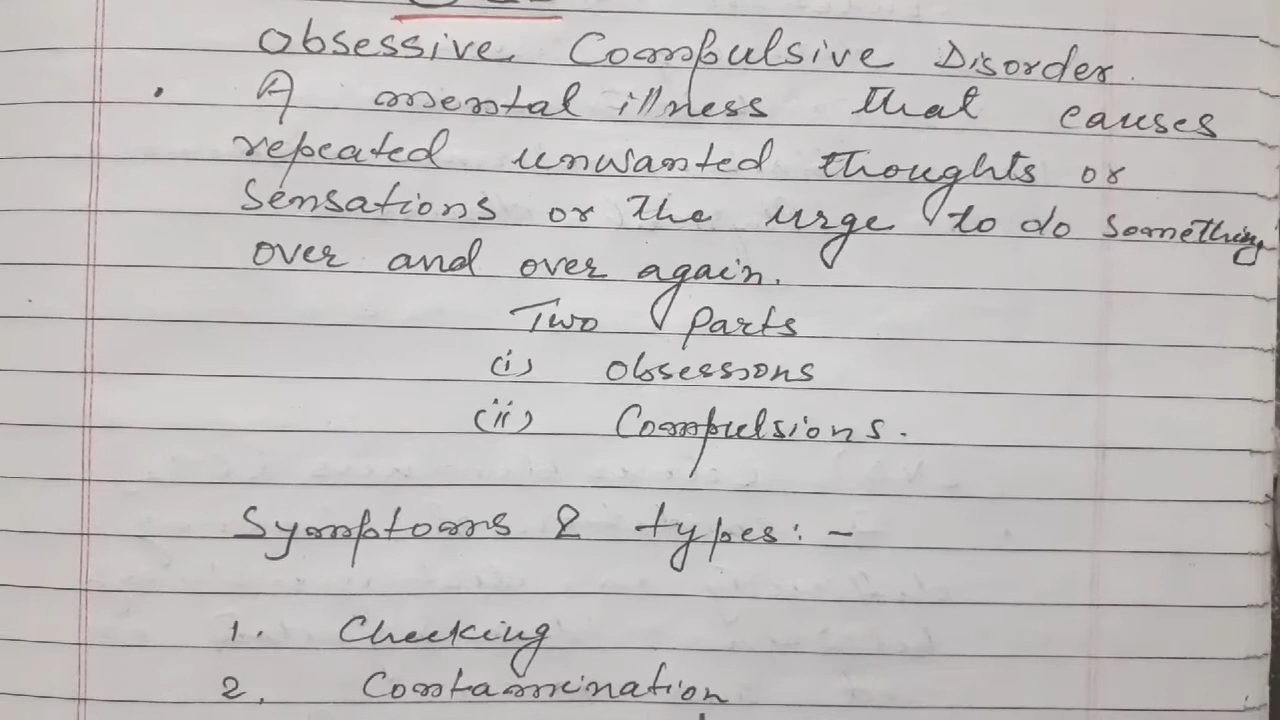 Obsessive Compulsive Disorder.
• A mental illness that causes
repeated unwanted thoughts or
Sensations or the urge to do something
over and over again.
Two Parts
(i) Obsessions
(ii) Compulsions.
Symptoms & types: -
1. Checking
2. Contamination